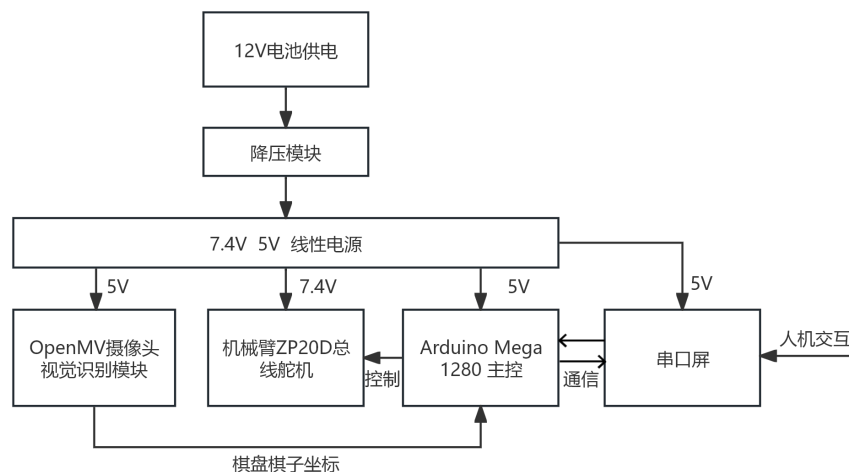 12V电池供电
降压模块
7.4V 5V 线性电源
5V
7.4V
5V
5V
OpenMV摄像头
视觉识别模块
机械臂ZP20D总
线舵机
控制
Arduino Mega
1280 主控
通信
串口屏
人机交互
棋盘棋子坐标